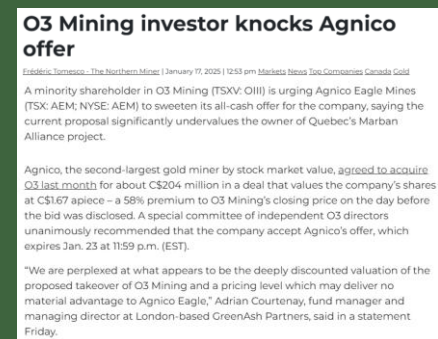 O3 Mining investor knocks Agnico
offer
Frédéric Tomesco - The Northern Miner | January 17, 2025 | 12:53 pm Markets News Top Companies Canada Gold
A minority shareholder in O3 Mining (TSXV: OIII) is urging Agnico Eagle Mines
(TSX: AEM; NYSE: AEM) to sweeten its all-cash offer for the company, saying the
current proposal significantly undervalues the owner of Quebec's Marban
Alliance project.
Agnico, the second-largest gold miner by stock market value, agreed to acquire
O3 last month for about C$204 million in a deal that values the company's shares
at C$1.67 apiece – a 58% premium to O3 Mining's closing price on the day before
the bid was disclosed. A special committee of independent O3 directors
unanimously recommended that the company accept Agnico's offer, which
expires Jan. 23 at 11:59 p.m. (EST).
“We are perplexed at what appears to be the deeply discounted valuation of the
proposed takeover of O3 Mining and a pricing level which may deliver no
material advantage to Agnico Eagle,” Adrian Courtenay, fund manager and
managing director at London-based GreenAsh Partners, said in a statement
Friday.